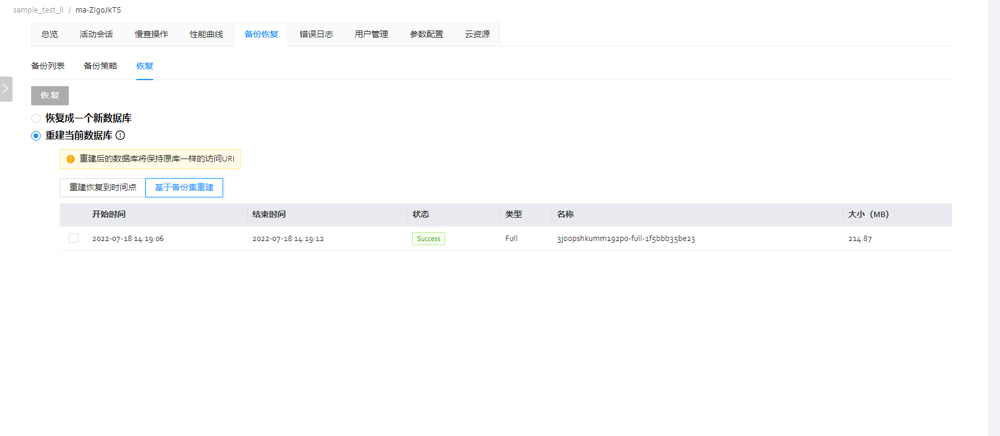 sample_test_ll / ma-ZIgoJkTS
总览 活动会话 慢查操作 性能曲线 备份恢复 错误日志 用户管理 参数配置 云资源
备份列表 备份策略 恢复
恢复
恢复成一个新数据库
重建当前数据库
重建后的数据库将保持原库一样的访问URI
重建恢复到时间点 基于备份集重建
开始时间 结束时间 状态 类型 名称 大小（MB）
2022-07-18 14:19:06 2022-07-18 14:19:12 Success Full 3joopshkumm192po-full-1f5bbb35be23 214.87